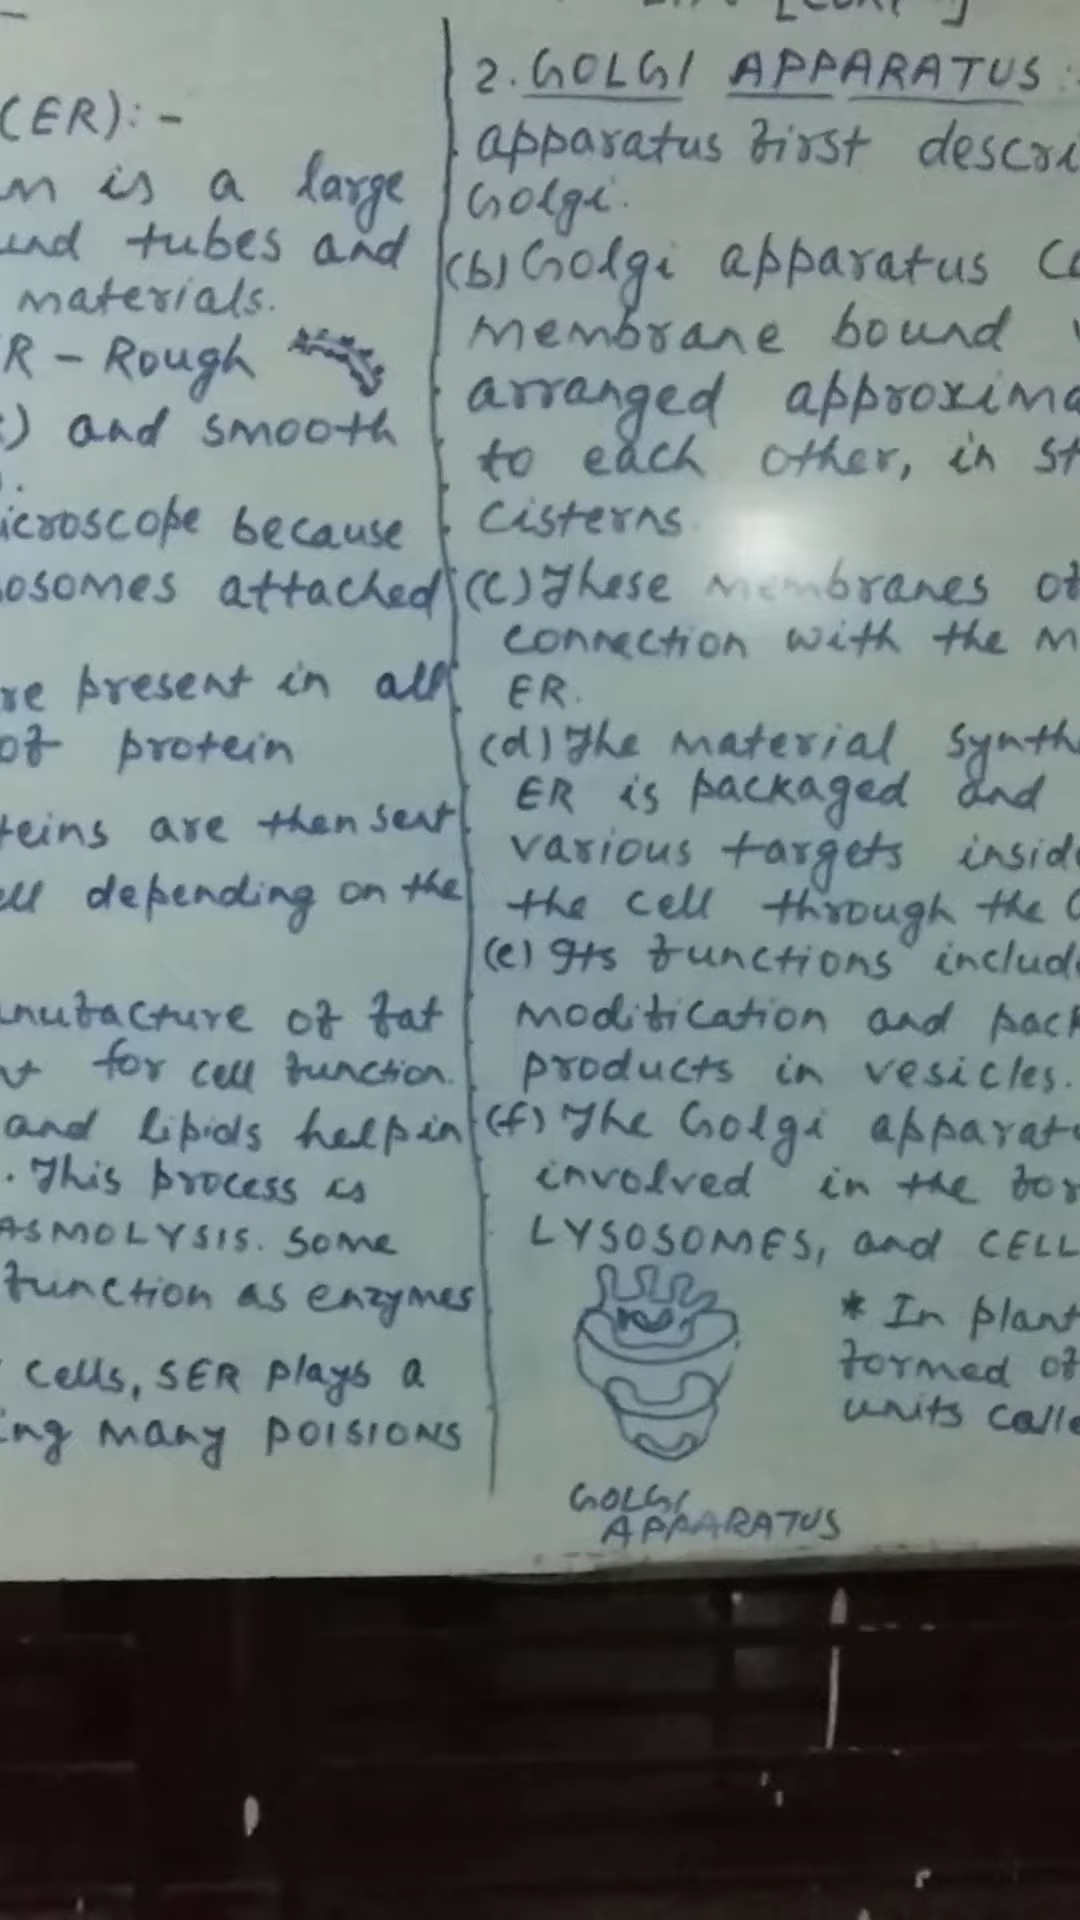 (ER):-
is a large
tubes and
materials.
R - Rough
) and smooth
icroscope because
osomes attached
re present in all
of protein
teins are then sent
ell depending on the
nufacture of fat
for cell function.
and lipids help in
. This process is
ASMOLYSIS. Some
function as enzymes
cells, SER plays a
ing many POISIONS
2. GOLGI APPARATUS :
apparatus first descri
Golgi.
(b) Golgi apparatus Co
membrane bound
arranged approxima
to each other, in st
cisterns.
(c) These membranes of
connection with the m
ER.
(d) The material synth
ER is packaged and
various targets insid
the cell through the G
(e) Its functions includ
modification and pack
products in vesicles.
(f) The Golgi apparat
involved in the for
LYSOSOMES, and CELL
* In plant
formed of
units calle
GOLGI
APPARATUS